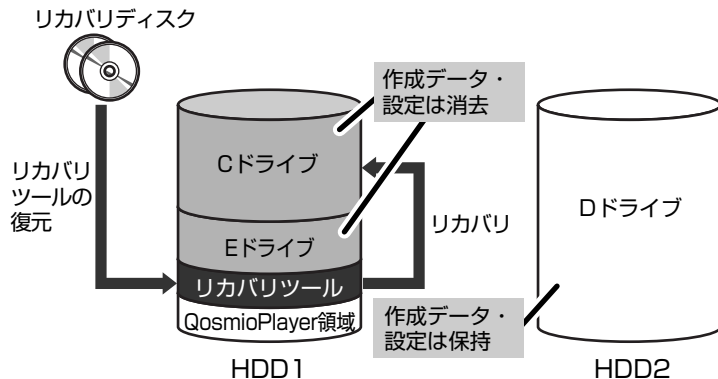 リカバリディスク
作成データ・
設定は消去
Cドライブ
リカバリ
ツールの
復元
リカバリ
Dドライブ
Eドライブ
リカバリツール
QosmioPlayer領域
作成データ・
設定は保持
HDD1
HDD2